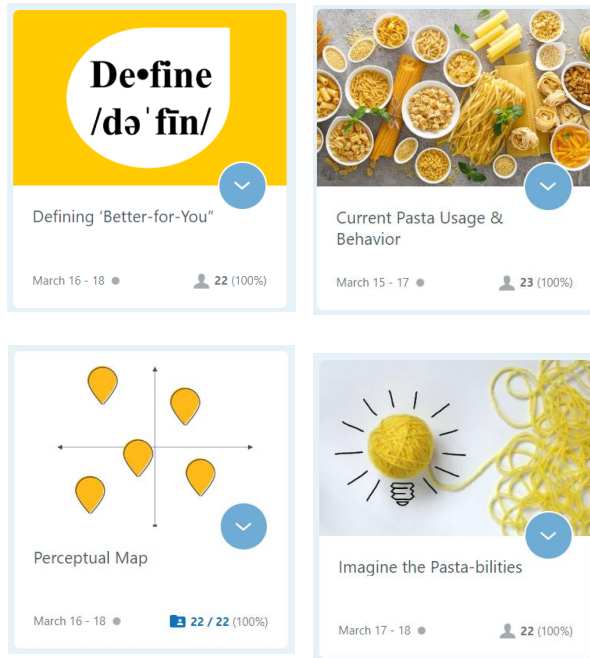 De•fine
/dəˈfīn/
Defining ‘Better-for-You”
March 16 - 18
22 (100%)
Current Pasta Usage &
Behavior
March 15 - 17
23 (100%)
Perceptual Map
March 16 - 18
22 / 22 (100%)
Imagine the Pasta-bilities
March 17 - 18
22 (100%)